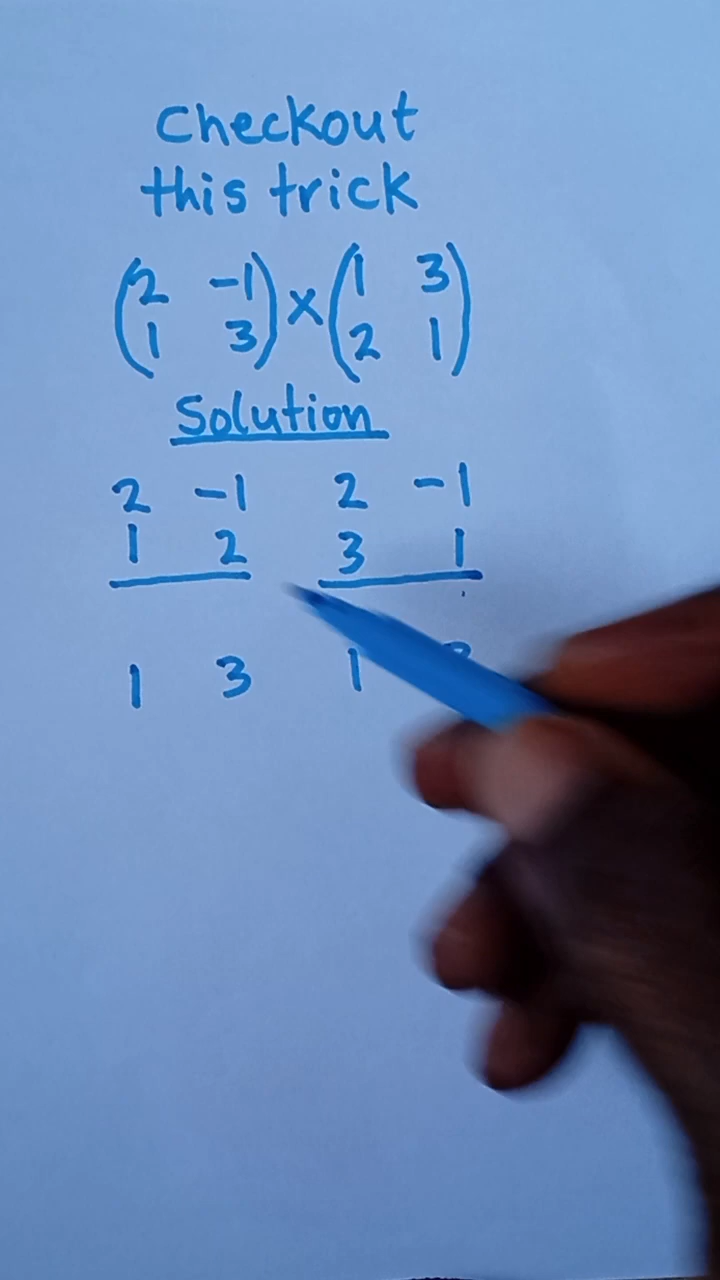 Checkout
this trick
(2 -1) × (1 3)
(1 3) (2 1)
Solution
2 -1 2 -1
1 2 3 1
1 3 1